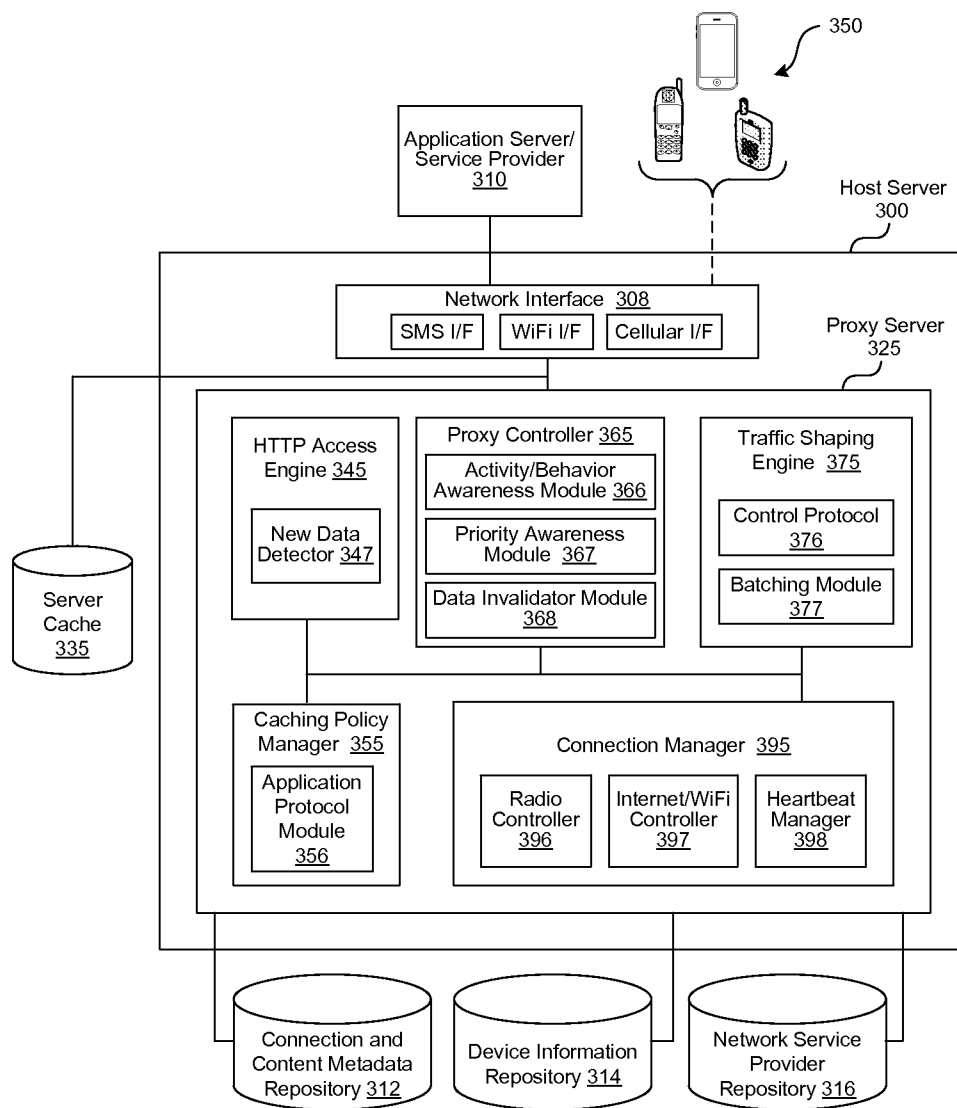 350
Application Server/
Service Provider
310
Host Server
300
Network Interface 308
SMS I/F
WiFi I/F
Cellular I/F
Proxy Server
325
HTTP Access
Engine 345
New Data
Detector 347
Proxy Controller 365
Activity/Behavior
Awareness Module 366
Priority Awareness
Module 367
Data Invalidator Module
368
Traffic Shaping
Engine 375
Control Protocol
376
Batching Module
377
Server
Cache
335
Caching Policy
Manager 355
Application
Protocol
Module
356
Connection Manager 395
Radio
Controller
396
Internet/WiFi
Controller
397
Heartbeat
Manager
398
Connection and
Content Metadata
Repository 312
Device Information
Repository 314
Network Service
Provider
Repository 316